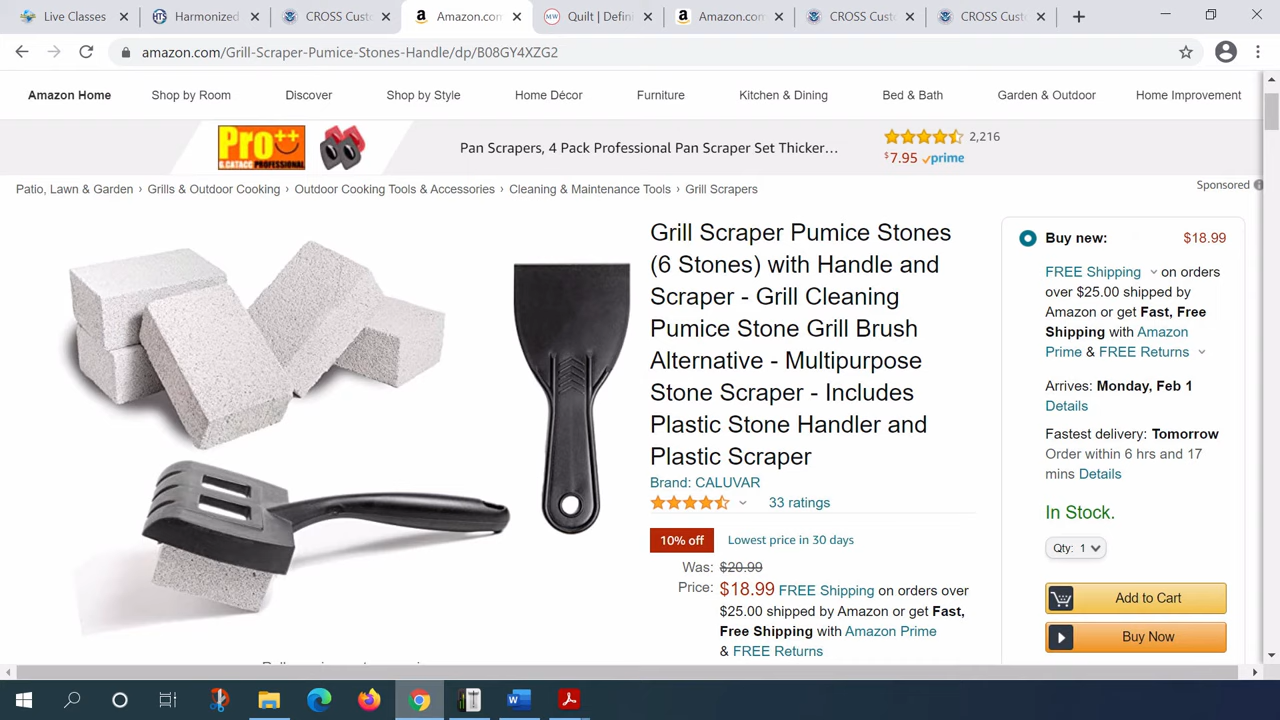 Live Classes
Harmonized
CROSS Cust
Amazon.com
Quilt | Defini
Amazon.com
CROSS Cust
CROSS Cust
amazon.com/Grill-Scraper-Pumice-Stones-Handle/dp/B08GY4XZG2
Amazon Home Shop by Room Discover Shop by Style Home Décor Furniture Kitchen & Dining Bed & Bath Garden & Outdoor Home Improvement
Pro++
G.CATACC PROFESSIONAL
Pan Scrapers, 4 Pack Professional Pan Scraper Set Thicker…
2,216
$7.95 prime
Sponsored
Patio, Lawn & Garden › Grills & Outdoor Cooking › Outdoor Cooking Tools & Accessories › Cleaning & Maintenance Tools › Grill Scrapers
Grill Scraper Pumice Stones
(6 Stones) with Handle and
Scraper - Grill Cleaning
Pumice Stone Grill Brush
Alternative - Multipurpose
Stone Scraper - Includes
Plastic Stone Handler and
Plastic Scraper
Brand: CALUVAR
33 ratings
10% off Lowest price in 30 days
Was: $20.99
Price: $18.99 FREE Shipping on orders over
$25.00 shipped by Amazon or get Fast,
Free Shipping with Amazon Prime
& FREE Returns
Buy new: $18.99
FREE Shipping on orders
over $25.00 shipped by
Amazon or get Fast, Free
Shipping with Amazon
Prime & FREE Returns
Arrives: Monday, Feb 1
Details
Fastest delivery: Tomorrow
Order within 6 hrs and 17
mins Details
In Stock.
Qty: 1
Add to Cart
Buy Now